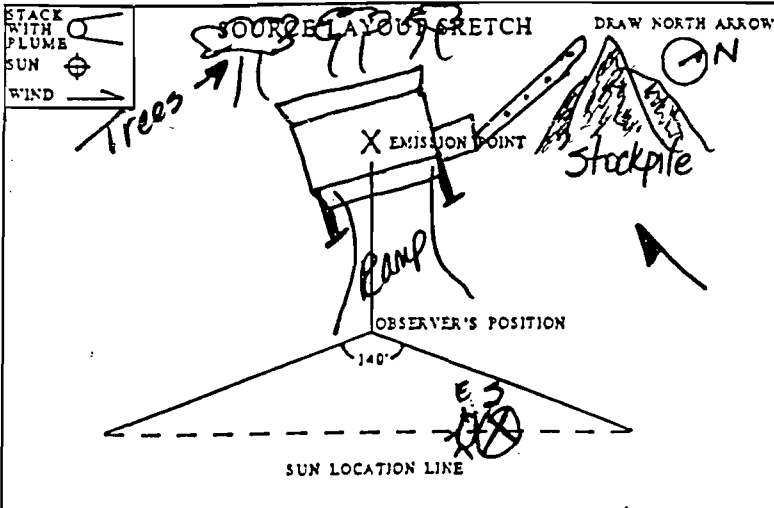 STACK
WITH
PLUME
SUN
WIND
SOURCE LAYOUT SKETCH
DRAW NORTH ARROW
N
Trees
X EMISSION POINT
Stockpile
Ramp
OBSERVER'S POSITION
140°
E S
SUN LOCATION LINE